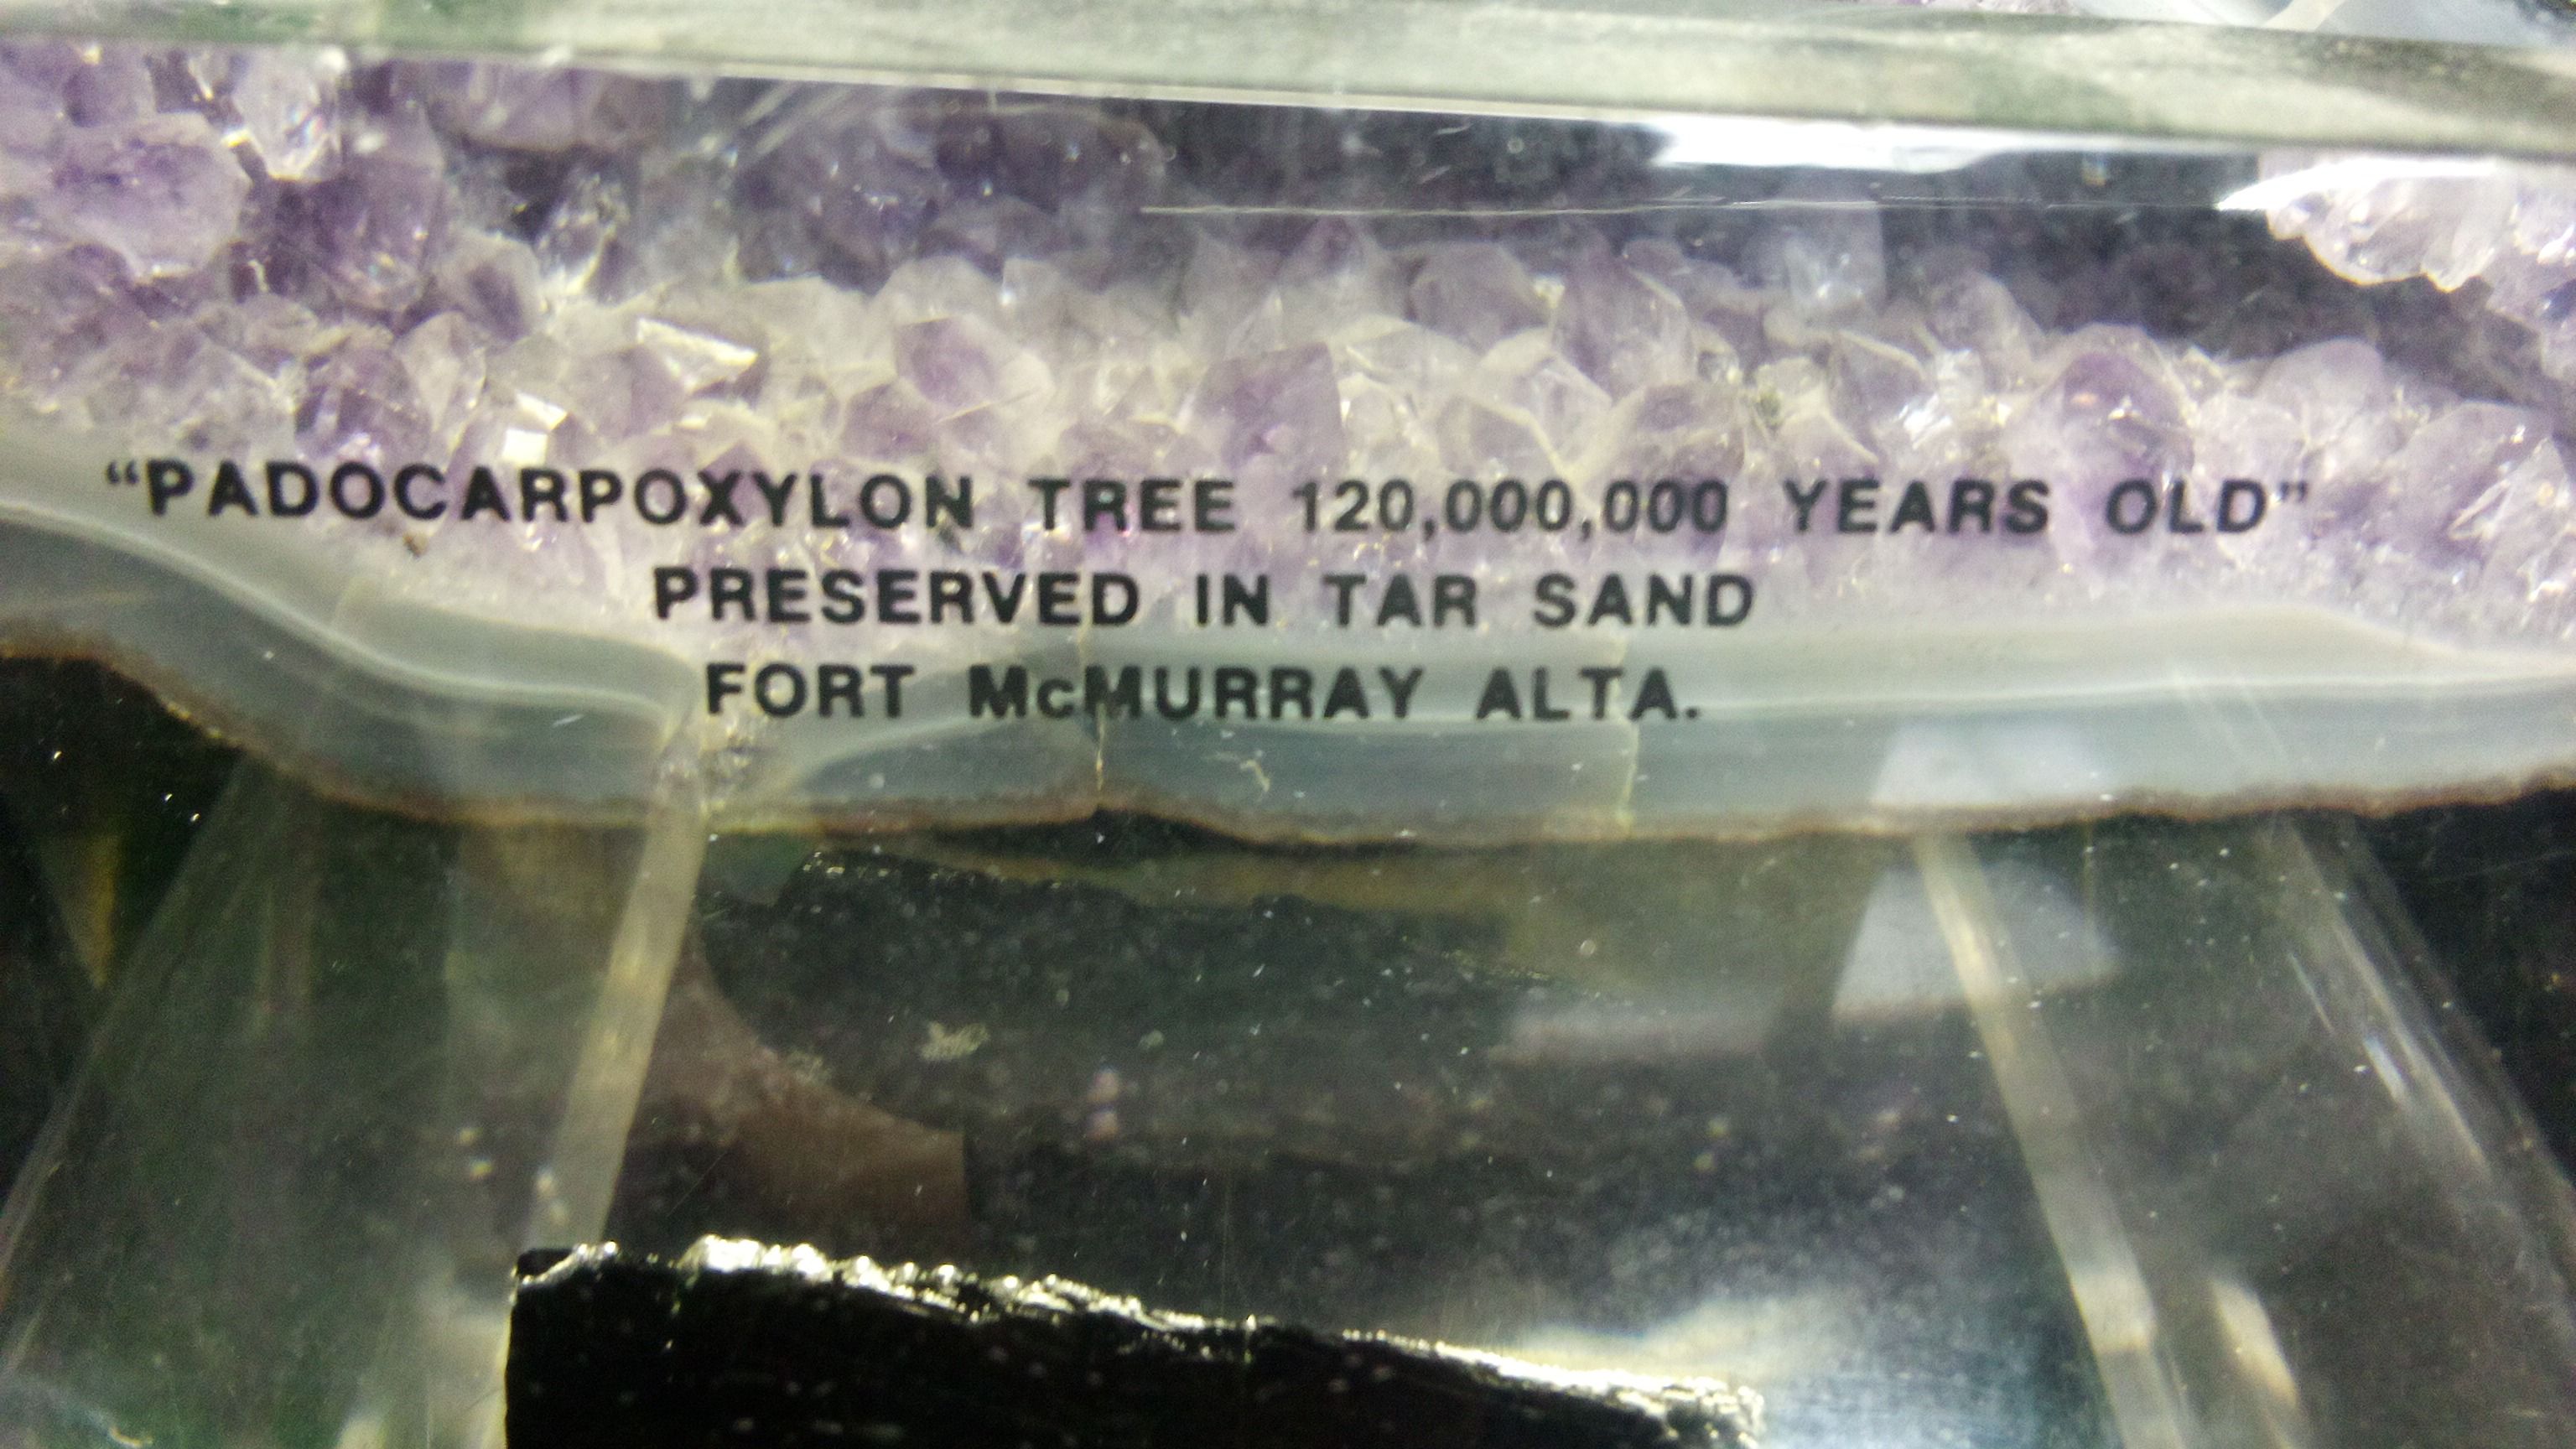 “PADOCARPOXYLON TREE 120,000,000 YEARS OLD”
PRESERVED IN TAR SAND
FORT McMURRAY ALTA.